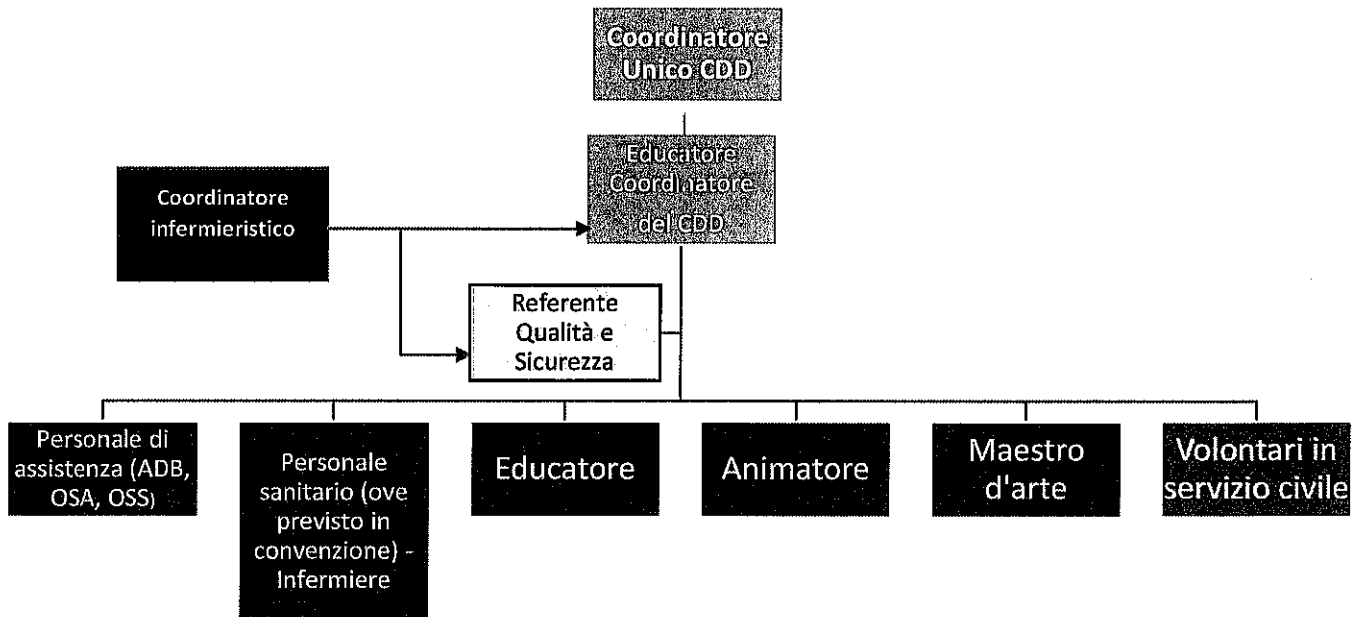 Coordinatore
Unico CDD
Educatore
Coordinatore
del CDD
Coordinatore
infermieristico
Referente
Qualità e
Sicurezza
Personale di
assistenza (ADB,
OSA, OSS)
Personale
sanitario (ove
previsto in
convenzione) -
Infermiere
Educatore
Animatore
Maestro
d'arte
Volontari in
servizio civile